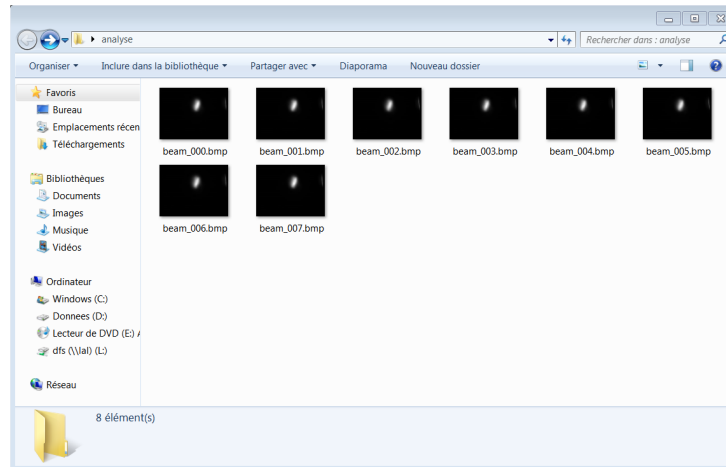 analyse
Rechercher dans : analyse
Organiser
Inclure dans la bibliothèque
Partager avec
Diaporama
Nouveau dossier
Favoris
Bureau
Emplacements récen
Téléchargements
Bibliothèques
Documents
Images
Musique
Vidéos
Ordinateur
Windows (C:)
Donnees (D:)
Lecteur de DVD (E:) A
dfs (\\lal) (L:)
Réseau
beam_000.bmp
beam_001.bmp
beam_002.bmp
beam_003.bmp
beam_004.bmp
beam_005.bmp
beam_006.bmp
beam_007.bmp
8 élément(s)